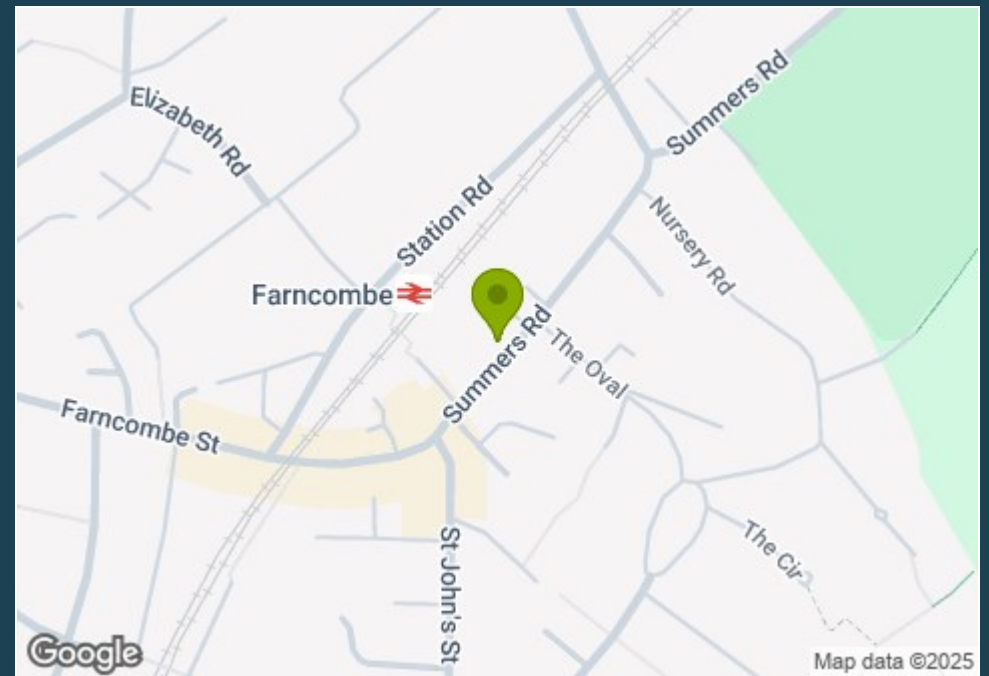 Elizabeth Rd
Summers Rd
Station Rd
Nursery Rd
Farncombe
Summers Rd
The Oval
Farncombe St
The Cir
St John's St
Google
Map data ©2025